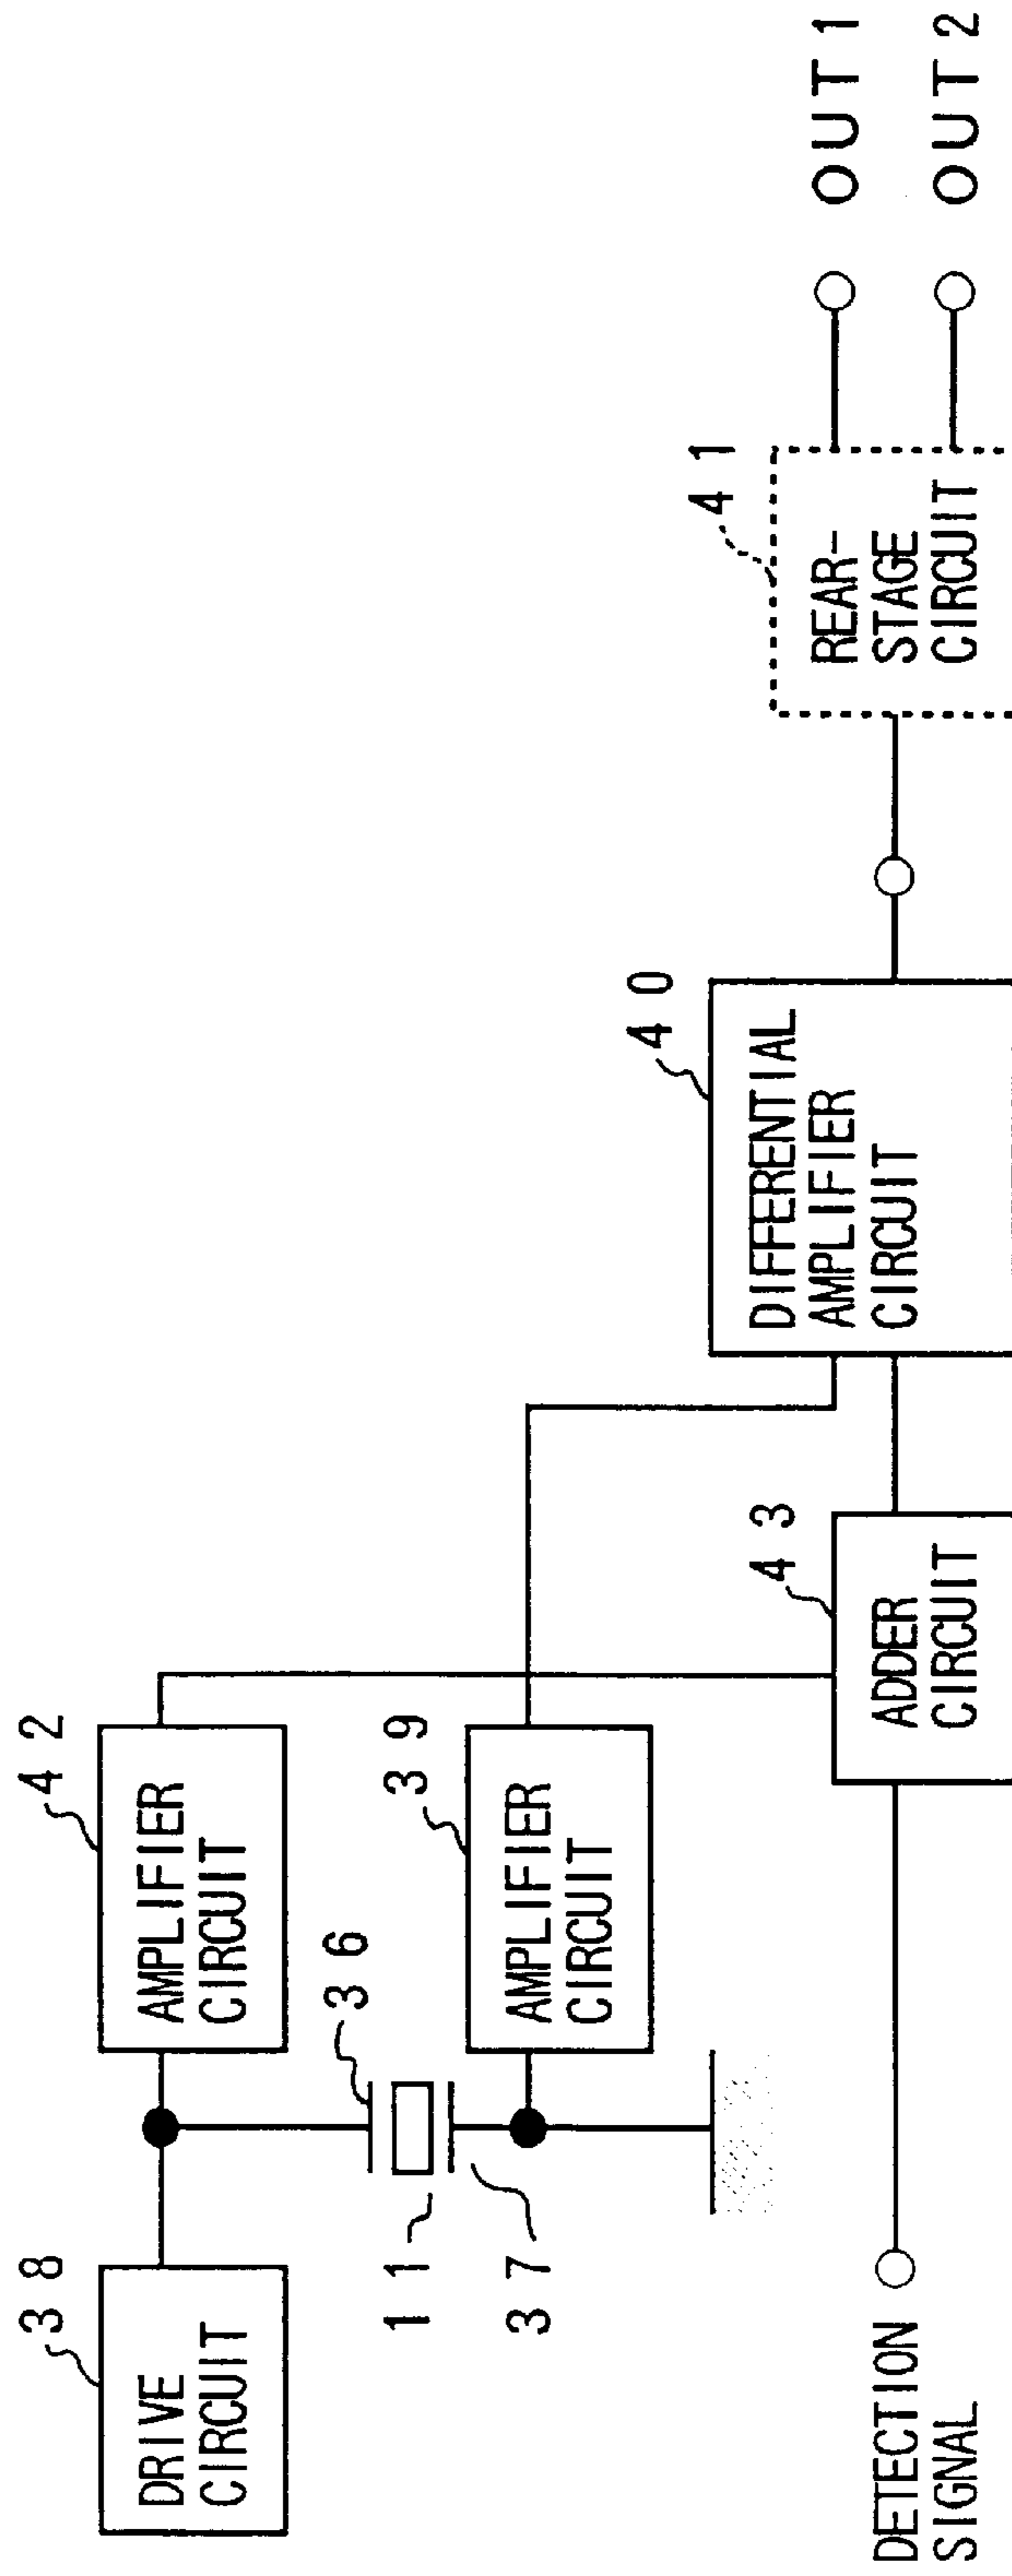 38
DRIVE
CIRCUIT
42
AMPLIFIER
CIRCUIT
36
11
37
39
AMPLIFIER
CIRCUIT
DETECTION
SIGNAL
43
ADDER
CIRCUIT
40
DIFFERENTIAL
AMPLIFIER
CIRCUIT
41
REAR-
STAGE
CIRCUIT
OUT1
OUT2